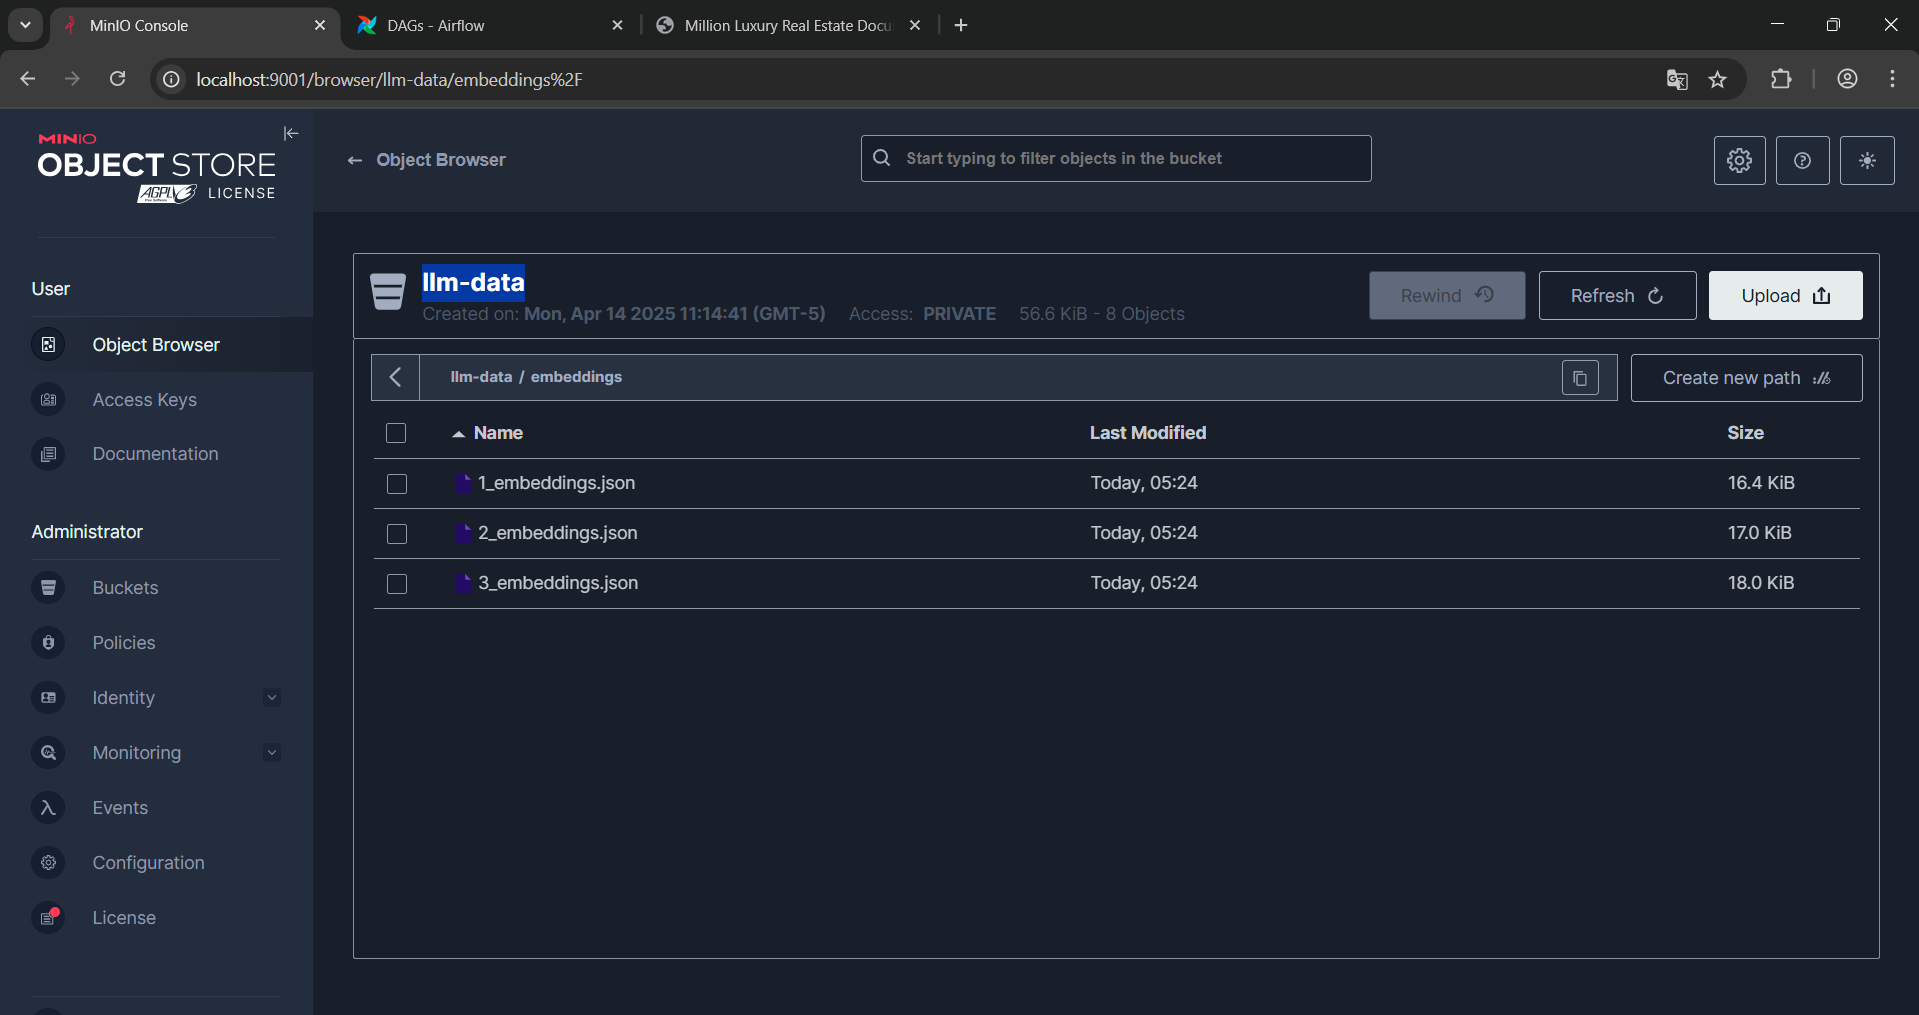 MinIO Console
DAGs - Airflow
Million Luxury Real Estate Docu
localhost:9001/browser/llm-data/embeddings%2F
MINIO
OBJECT STORE
AGPLv3 LICENSE
Object Browser
Start typing to filter objects in the bucket
User
Object Browser
Access Keys
Documentation
Administrator
Buckets
Policies
Identity
Monitoring
Events
Configuration
License
llm-data
Created on: Mon, Apr 14 2025 11:14:41 (GMT-5) Access: PRIVATE 56.6 KiB - 8 Objects
Rewind
Refresh
Upload
llm-data / embeddings
Create new path
Name Last Modified Size
1_embeddings.json Today, 05:24 16.4 KiB
2_embeddings.json Today, 05:24 17.0 KiB
3_embeddings.json Today, 05:24 18.0 KiB